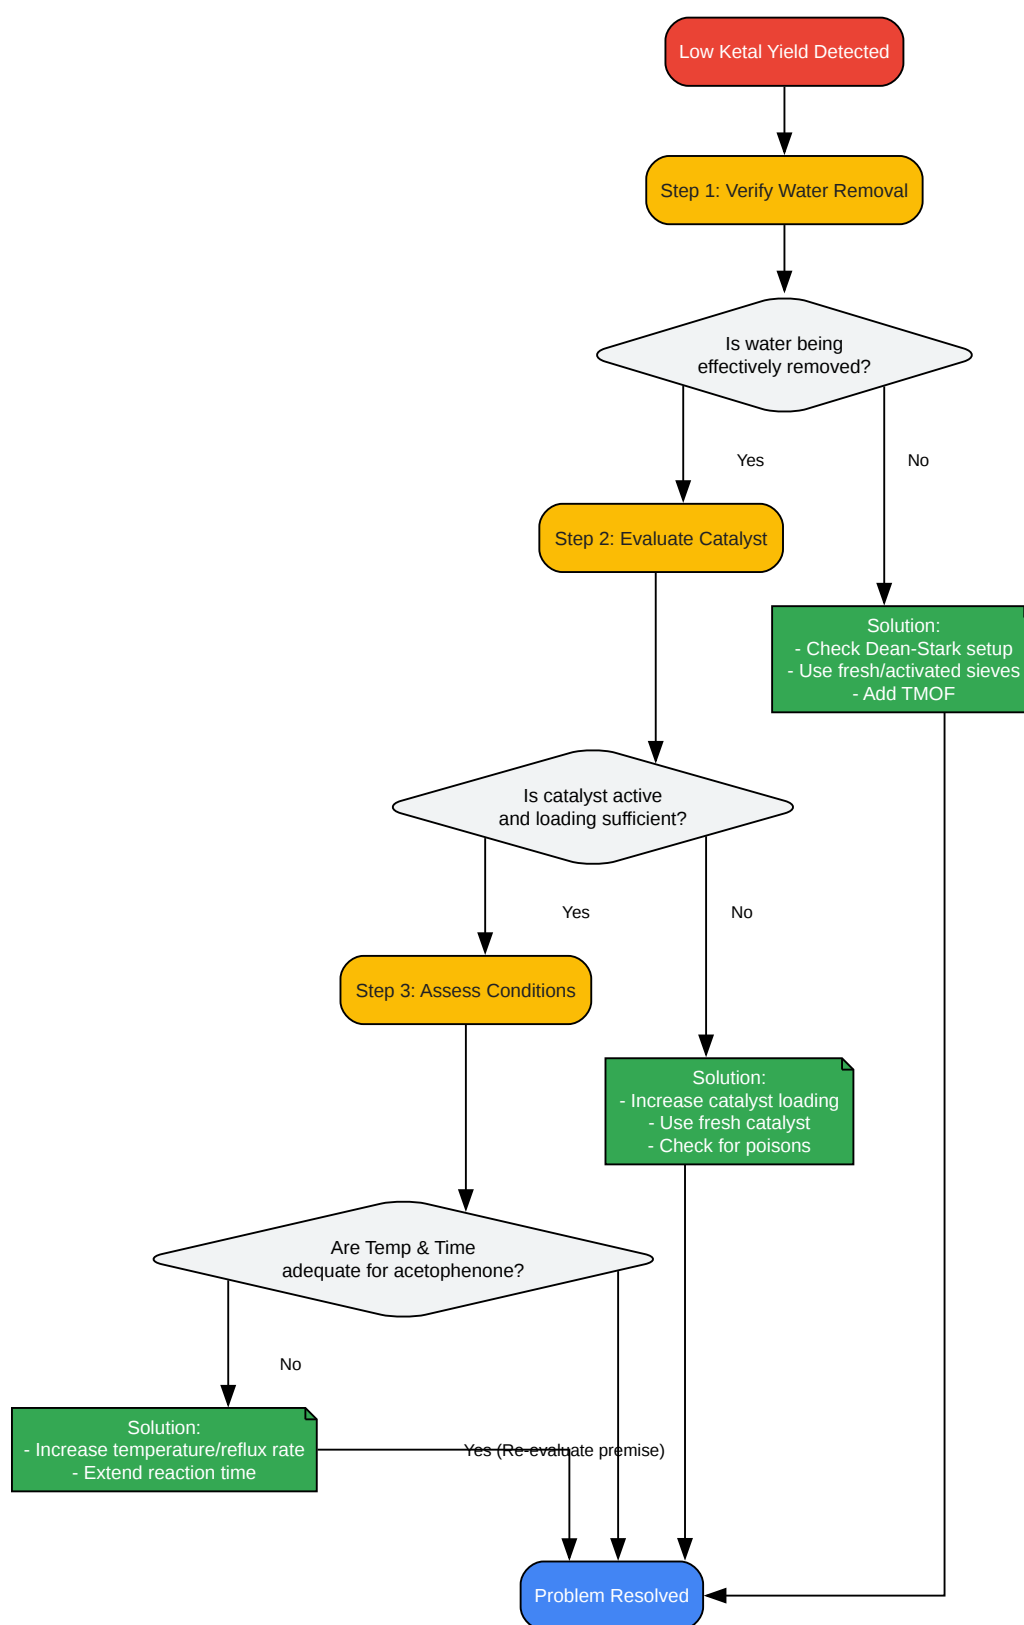 Low Ketal Yield Detected
Step 1: Verify Water Removal
Is water being
effectively removed?
Yes
No
Step 2: Evaluate Catalyst
Solution:
- Check Dean-Stark setup
- Use fresh/activated sieves
- Add TMOF
Is catalyst active
and loading sufficient?
Yes
No
Step 3: Assess Conditions
Solution:
- Increase catalyst loading
- Use fresh catalyst
- Check for poisons
Are Temp & Time
adequate for acetophenone?
No
Solution:
- Increase temperature/reflux rate
- Extend reaction time
Yes (Re-evaluate premise)
Problem Resolved